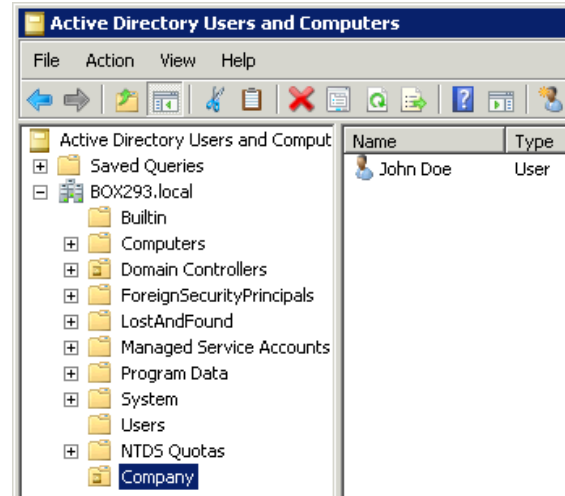 Active Directory Users and Computers
File Action View Help
Active Directory Users and Comput
Saved Queries
BOX293.local
Builtin
Computers
Domain Controllers
ForeignSecurityPrincipals
LostAndFound
Managed Service Accounts
Program Data
System
Users
NTDS Quotas
Company
Name Type
John Doe User